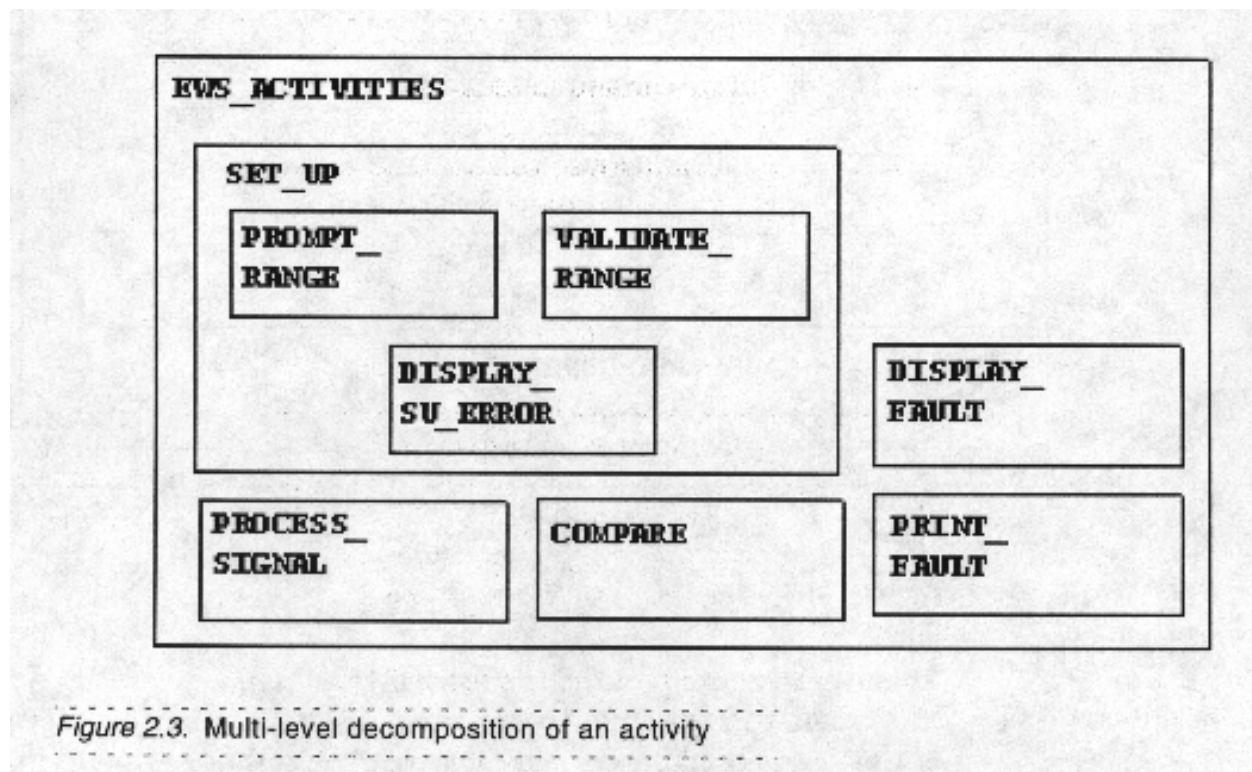 EWS_ACTIVITIES
SET_UP
PROMPT_
RANGE
VALIDATE_
RANGE
DISPLAY_
SU_ERROR
DISPLAY_
FAULT
PROCESS_
SIGNAL
COMPARE
PRINT_
FAULT
Figure 2.3. Multi-level decomposition of an activity